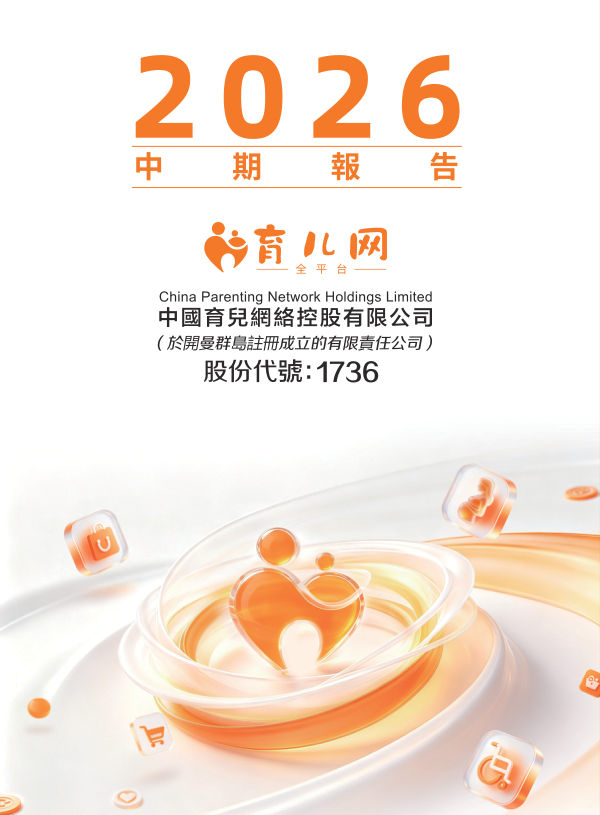 2026
中期報告
育儿网
全平台
China Parenting Network Holdings Limited
中國育兒網絡控股有限公司
(於開曼群島註冊成立的有限責任公司)
股份代號：1736